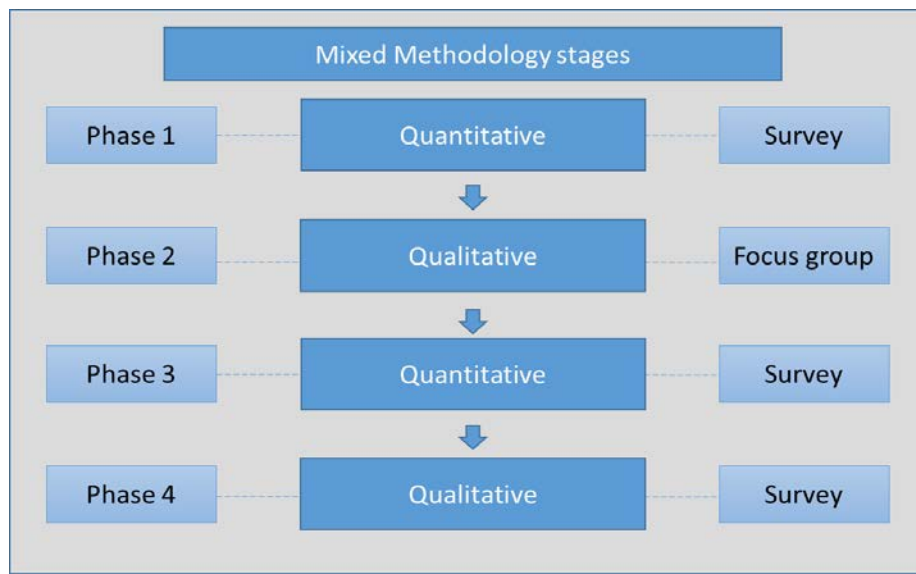 Mixed Methodology stages
Phase 1
Quantitative
Survey
Phase 2
Qualitative
Focus group
Phase 3
Quantitative
Survey
Phase 4
Qualitative
Survey